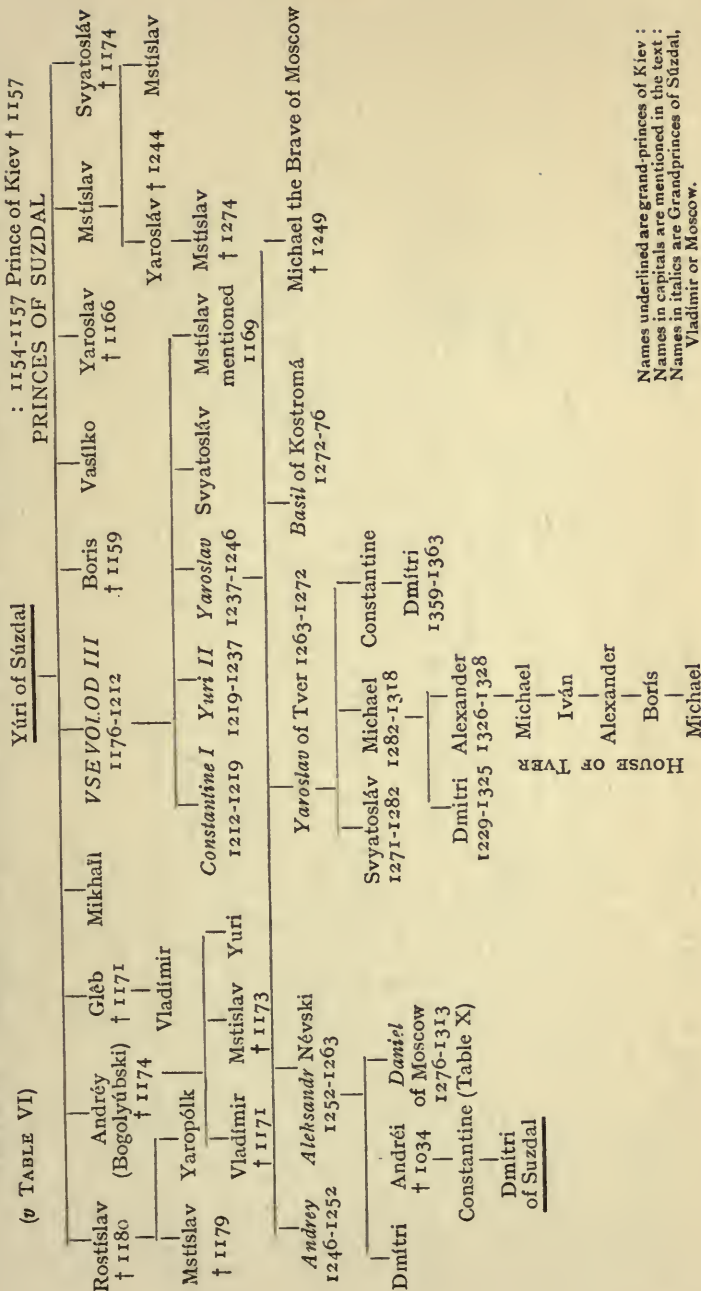 (v TABLE VI)
Yúri of Súzdal : 1154-1157 Prince of Kiev † 1157
PRINCES OF SUZDAL
Rostíslav Andréy Glêb Mikhaïl VSEVOLOD III Boris Vasílko Yaroslav Mstíslav Svyatosláv
† 1180 (Bogolyúbski) † 1171 1176-1212 † 1159 † 1166 † 1174
† 1174
Vladímir
Mstíslav Yaropólk
† 1179
Yarosláv † 1244 Mstíslav
Mstíslav
† 1274
Vladímir Mstislav Yuri
† 1171 † 1173
Constantine I Yuri II Yaroslav Svyatosláv Mstíslav
1212-1219 1219-1237 1237-1246 mentioned
1169
Andrey Aleksandr Névski Yaroslav of Tver 1263-1272 Basil of Kostromá Michael the Brave of Moscow
1246-1252 1252-1263 1272-76 † 1249
Dmítri Andréi Daniel
† 1034 of Moscow
1276-1313
Constantine (Table X)
Dmítri
of Suzdal
Svyatosláv Michael Constantine
1271-1282 1282-1318
Dmítri
1359-1363
Dmítri Alexander
1229-1325 1326-1328
Michael
Iván
Alexander
Borís
Michael
HOUSE OF TVER
Names underlined are grand-princes of Kiev :
Names in capitals are mentioned in the text :
Names in italics are Grandprinces of Súzdal,
Vladímir or Moscow.